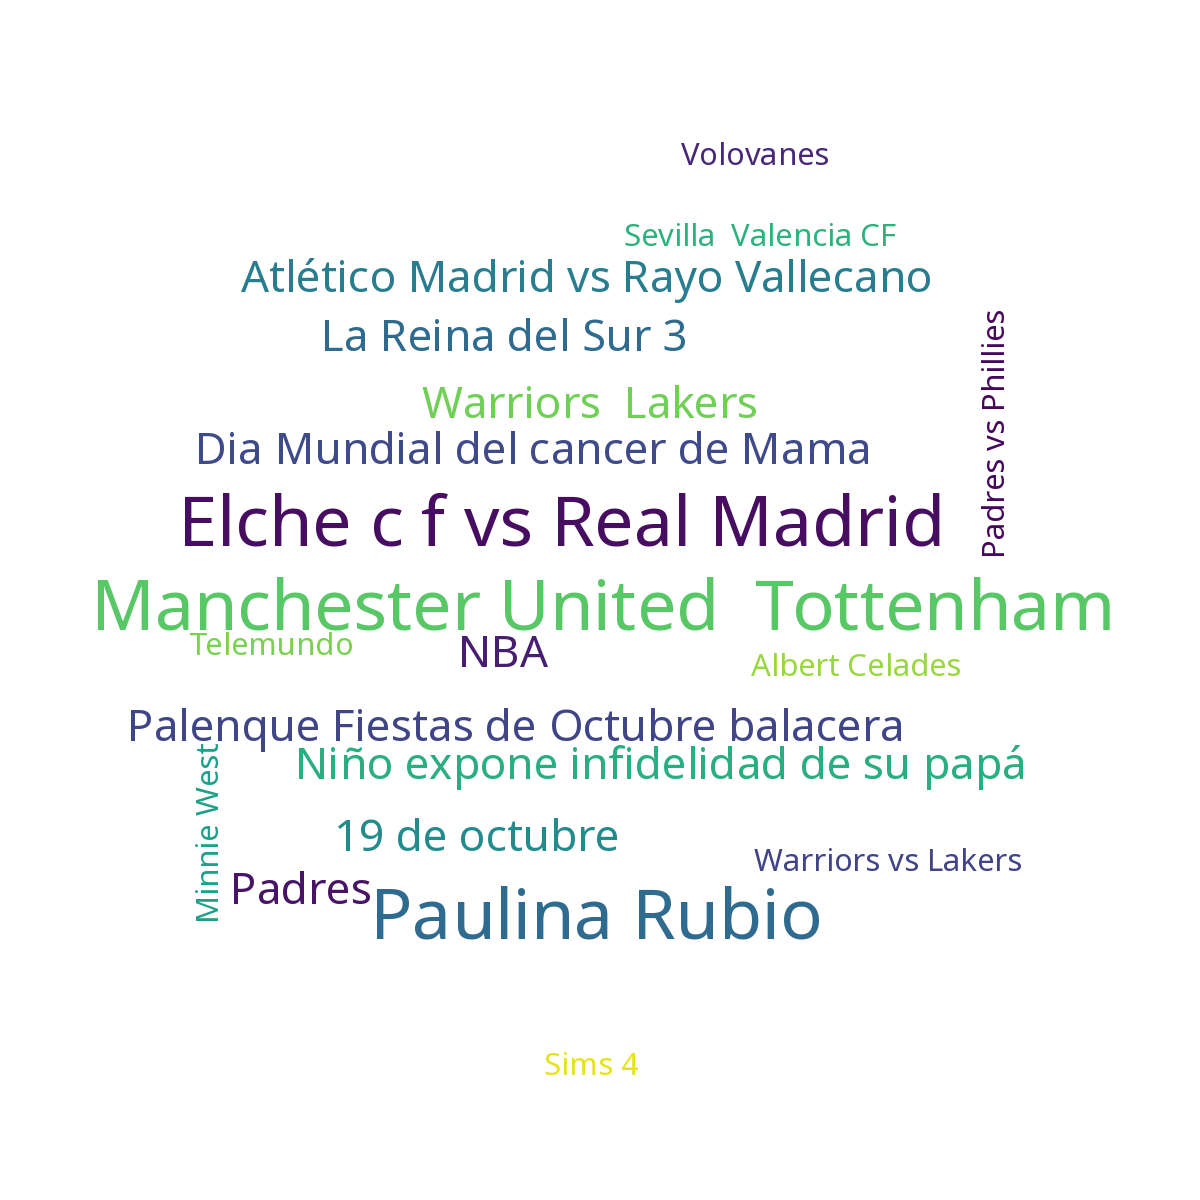 Volovanes
Sevilla  Valencia CF
Atlético Madrid vs Rayo Vallecano
La Reina del Sur 3
Padres vs Phillies
Warriors  Lakers
Dia Mundial del cancer de Mama
Elche c f vs Real Madrid
Manchester United  Tottenham
Telemundo
NBA
Albert Celades
Palenque Fiestas de Octubre balacera
Niño expone infidelidad de su papá
Minnie West
19 de octubre
Warriors vs Lakers
Padres
Paulina Rubio
Sims 4